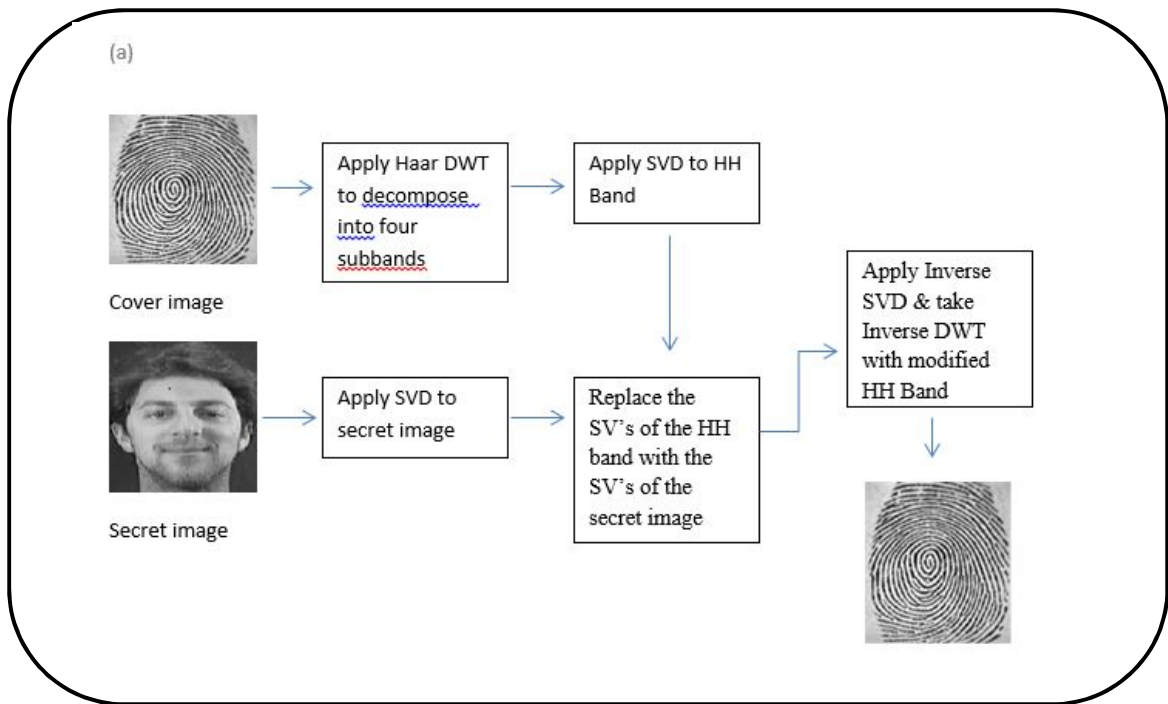 (a)
Apply Haar DWT
to decompose
into four
subbands
Apply SVD to HH
Band
Cover image
Apply SVD to
secret image
Replace the
SV’s of the HH
band with the
SV’s of the
secret image
Apply Inverse
SVD & take
Inverse DWT
with modified
HH Band
Secret image